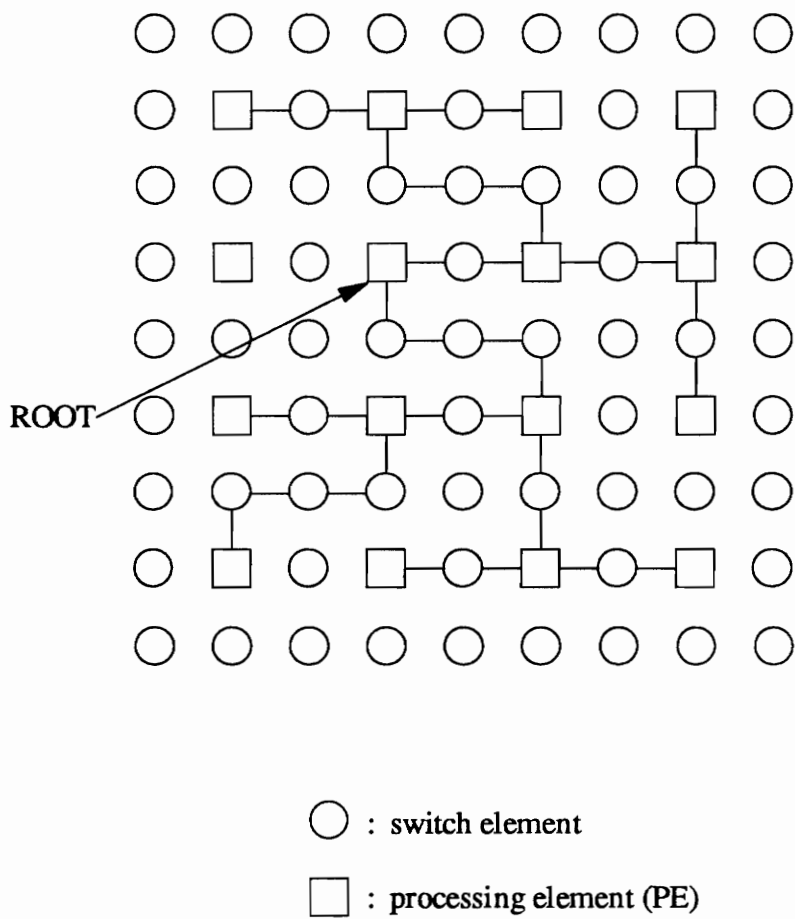 ROOT
: switch element
: processing element (PE)